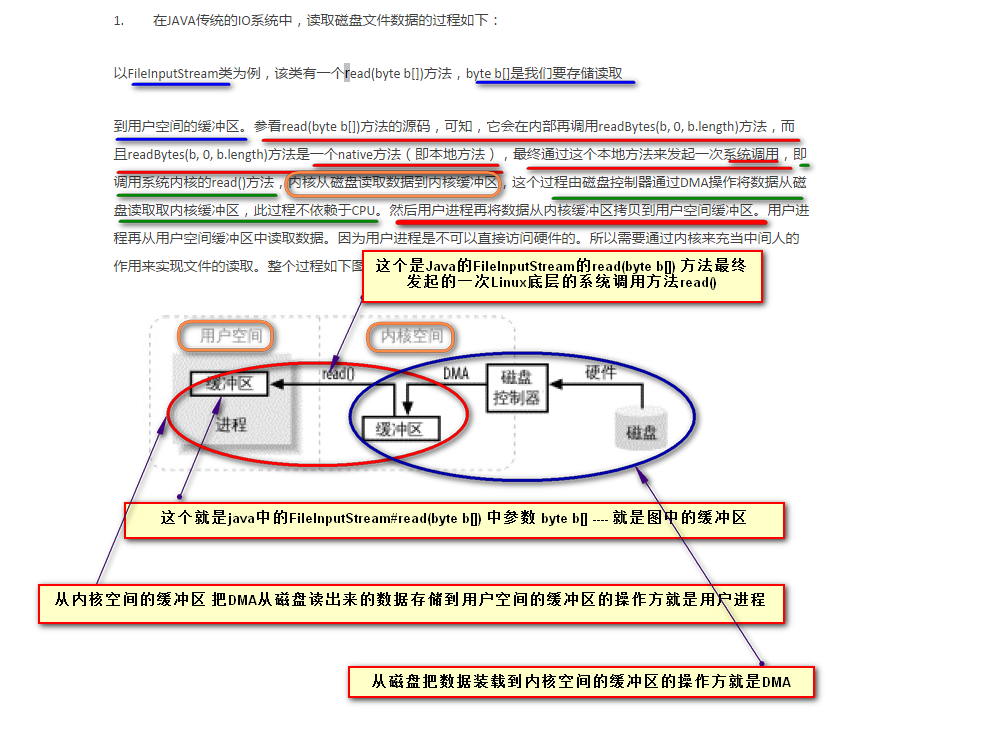 1. 在JAVA传统的IO系统中，读取磁盘文件数据的过程如下：
以FileInputStream类为例，该类有一个read(byte b[])方法，byte b[]是我们要存储读取
到用户空间的缓冲区。参看read(byte b[])方法的源码，可知，它会在内部再调用readBytes(b, 0, b.length)方法，而
且readBytes(b, 0, b.length)方法是一个native方法（即本地方法），最终通过这个本地方法来发起一次系统调用，即
调用系统内核的read()方法，内核从磁盘读取数据到内核缓冲区，这个过程由磁盘控制器通过DMA操作将数据从磁
盘读取取内核缓冲区，此过程不依赖于CPU。然后用户进程再将数据从内核缓冲区拷贝到用户空间缓冲区。用户进
程再从用户空间缓冲区中读取数据。因为用户进程是不可以直接访问硬件的。所以需要通过内核来充当中间人的
作用来实现文件的读取。整个过程如下图
这个是Java的FileInputStream的read(byte b[]) 方法最终
发起的一次Linux底层的系统调用方法read()
用户空间
内核空间
缓冲区
read()
DMA
磁盘
控制器
硬件
进程
缓冲区
磁盘
这个就是java中的FileInputStream#read(byte b[]) 中参数 byte b[] ---- 就是图中的缓冲区
从内核空间的缓冲区 把DMA从磁盘读出来的数据存储到用户空间的缓冲区的操作方就是用户进程
从磁盘把数据装载到内核空间的缓冲区的操作方就是DMA